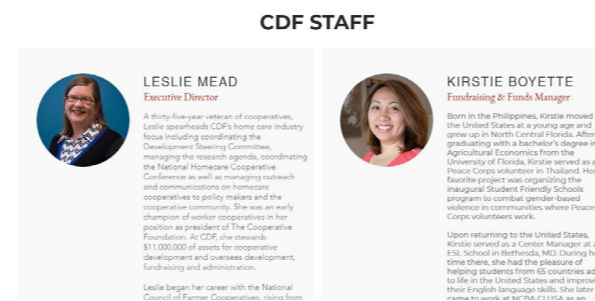 CDF STAFF
LESLIE MEAD
Executive Director
A thirty-five-year veteran of cooperatives,
Leslie spearheads CDF's home care industry
focus including coordinating the
Development Steering Committee,
managing the research agenda, coordinating
the National Homecare Cooperative
Conference as well as managing outreach
and communications on homecare
cooperatives to policy makers and the
cooperative community. She was an early
champion of worker cooperatives in her
position as president of The Cooperative
Foundation. At CDF, she stewards
$11,000,000 of assets for cooperative
development and oversees development,
fundraising and administration.
Leslie began her career with the National
Council of Farmer Cooperatives, rising from
KIRSTIE BOYETTE
Fundraising & Funds Manager
Born in the Philippines, Kirstie moved
the United States at a young age and
grew up in North Central Florida. After
graduating with a bachelor's degree in
Agricultural Economics from the
University of Florida, Kirstie served as a
Peace Corps volunteer in Thailand. Her
favorite project was organizing the
inaugural Student Friendly Schools
program to combat gender-based
violence in communities where Peace
Corps volunteers work.
Upon returning to the United States,
Kirstie served as a Center Manager at a
ESL School in Bethesda, MD. During h
time there, she had the pleasure of
helping students from 65 countries ad
to life in the United States and improve
their English language skills. She later
came to work at NCBA CLUSA as an